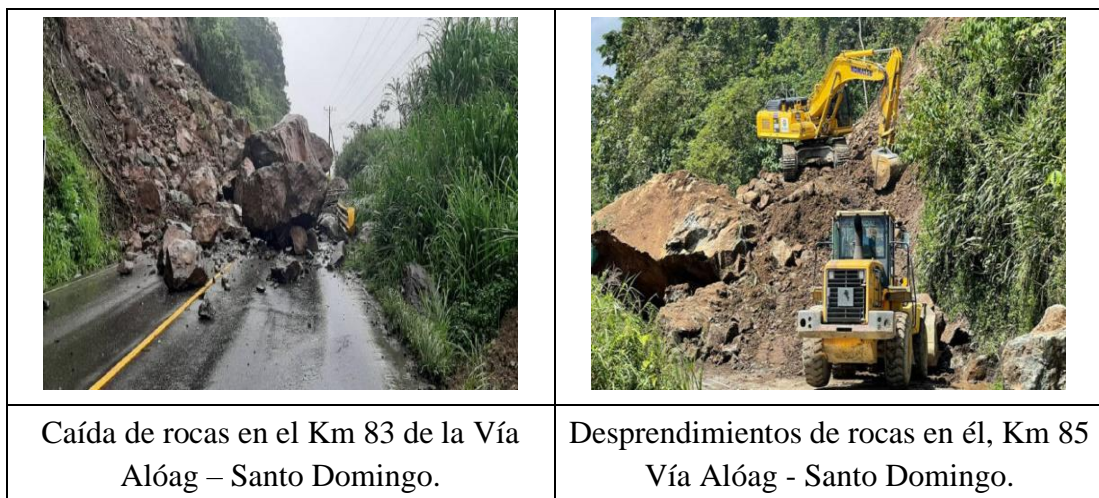 KOMATSU
Caída de rocas en el Km 83 de la Vía
Alóag – Santo Domingo.
Desprendimientos de rocas en él, Km 85
Vía Alóag - Santo Domingo.